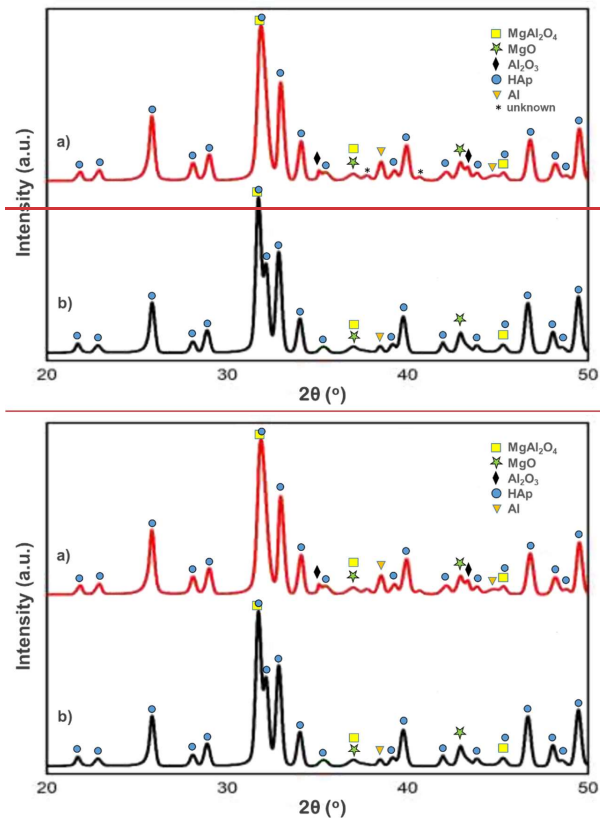 MgAl₂O₄
MgO
Al₂O₃
HAp
Al
* unknown
a)
*
*
Intensity (a.u.)
b)
20
30
40
50
2θ (°)
MgAl₂O₄
MgO
Al₂O₃
HAp
Al
a)
Intensity (a.u.)
b)
20
30
40
50
2θ (°)